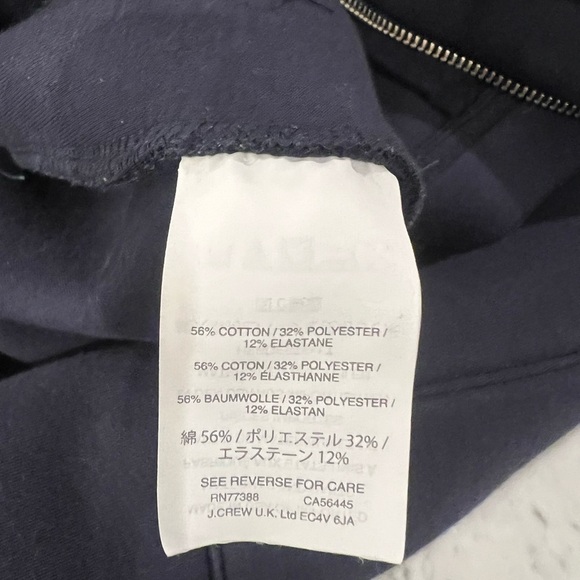 56% COTTON / 32% POLYESTER /
12% ELASTANE
56% COTON / 32% POLYESTER /
12% ÉLASTHANNE
56% BAUMWOLLE / 32% POLYESTER /
12% ELASTAN
綿 56% / ポリエステル 32% /
エラステーン 12%
SEE REVERSE FOR CARE
RN77388 CA56445
J.CREW U.K. Ltd EC4V 6JA